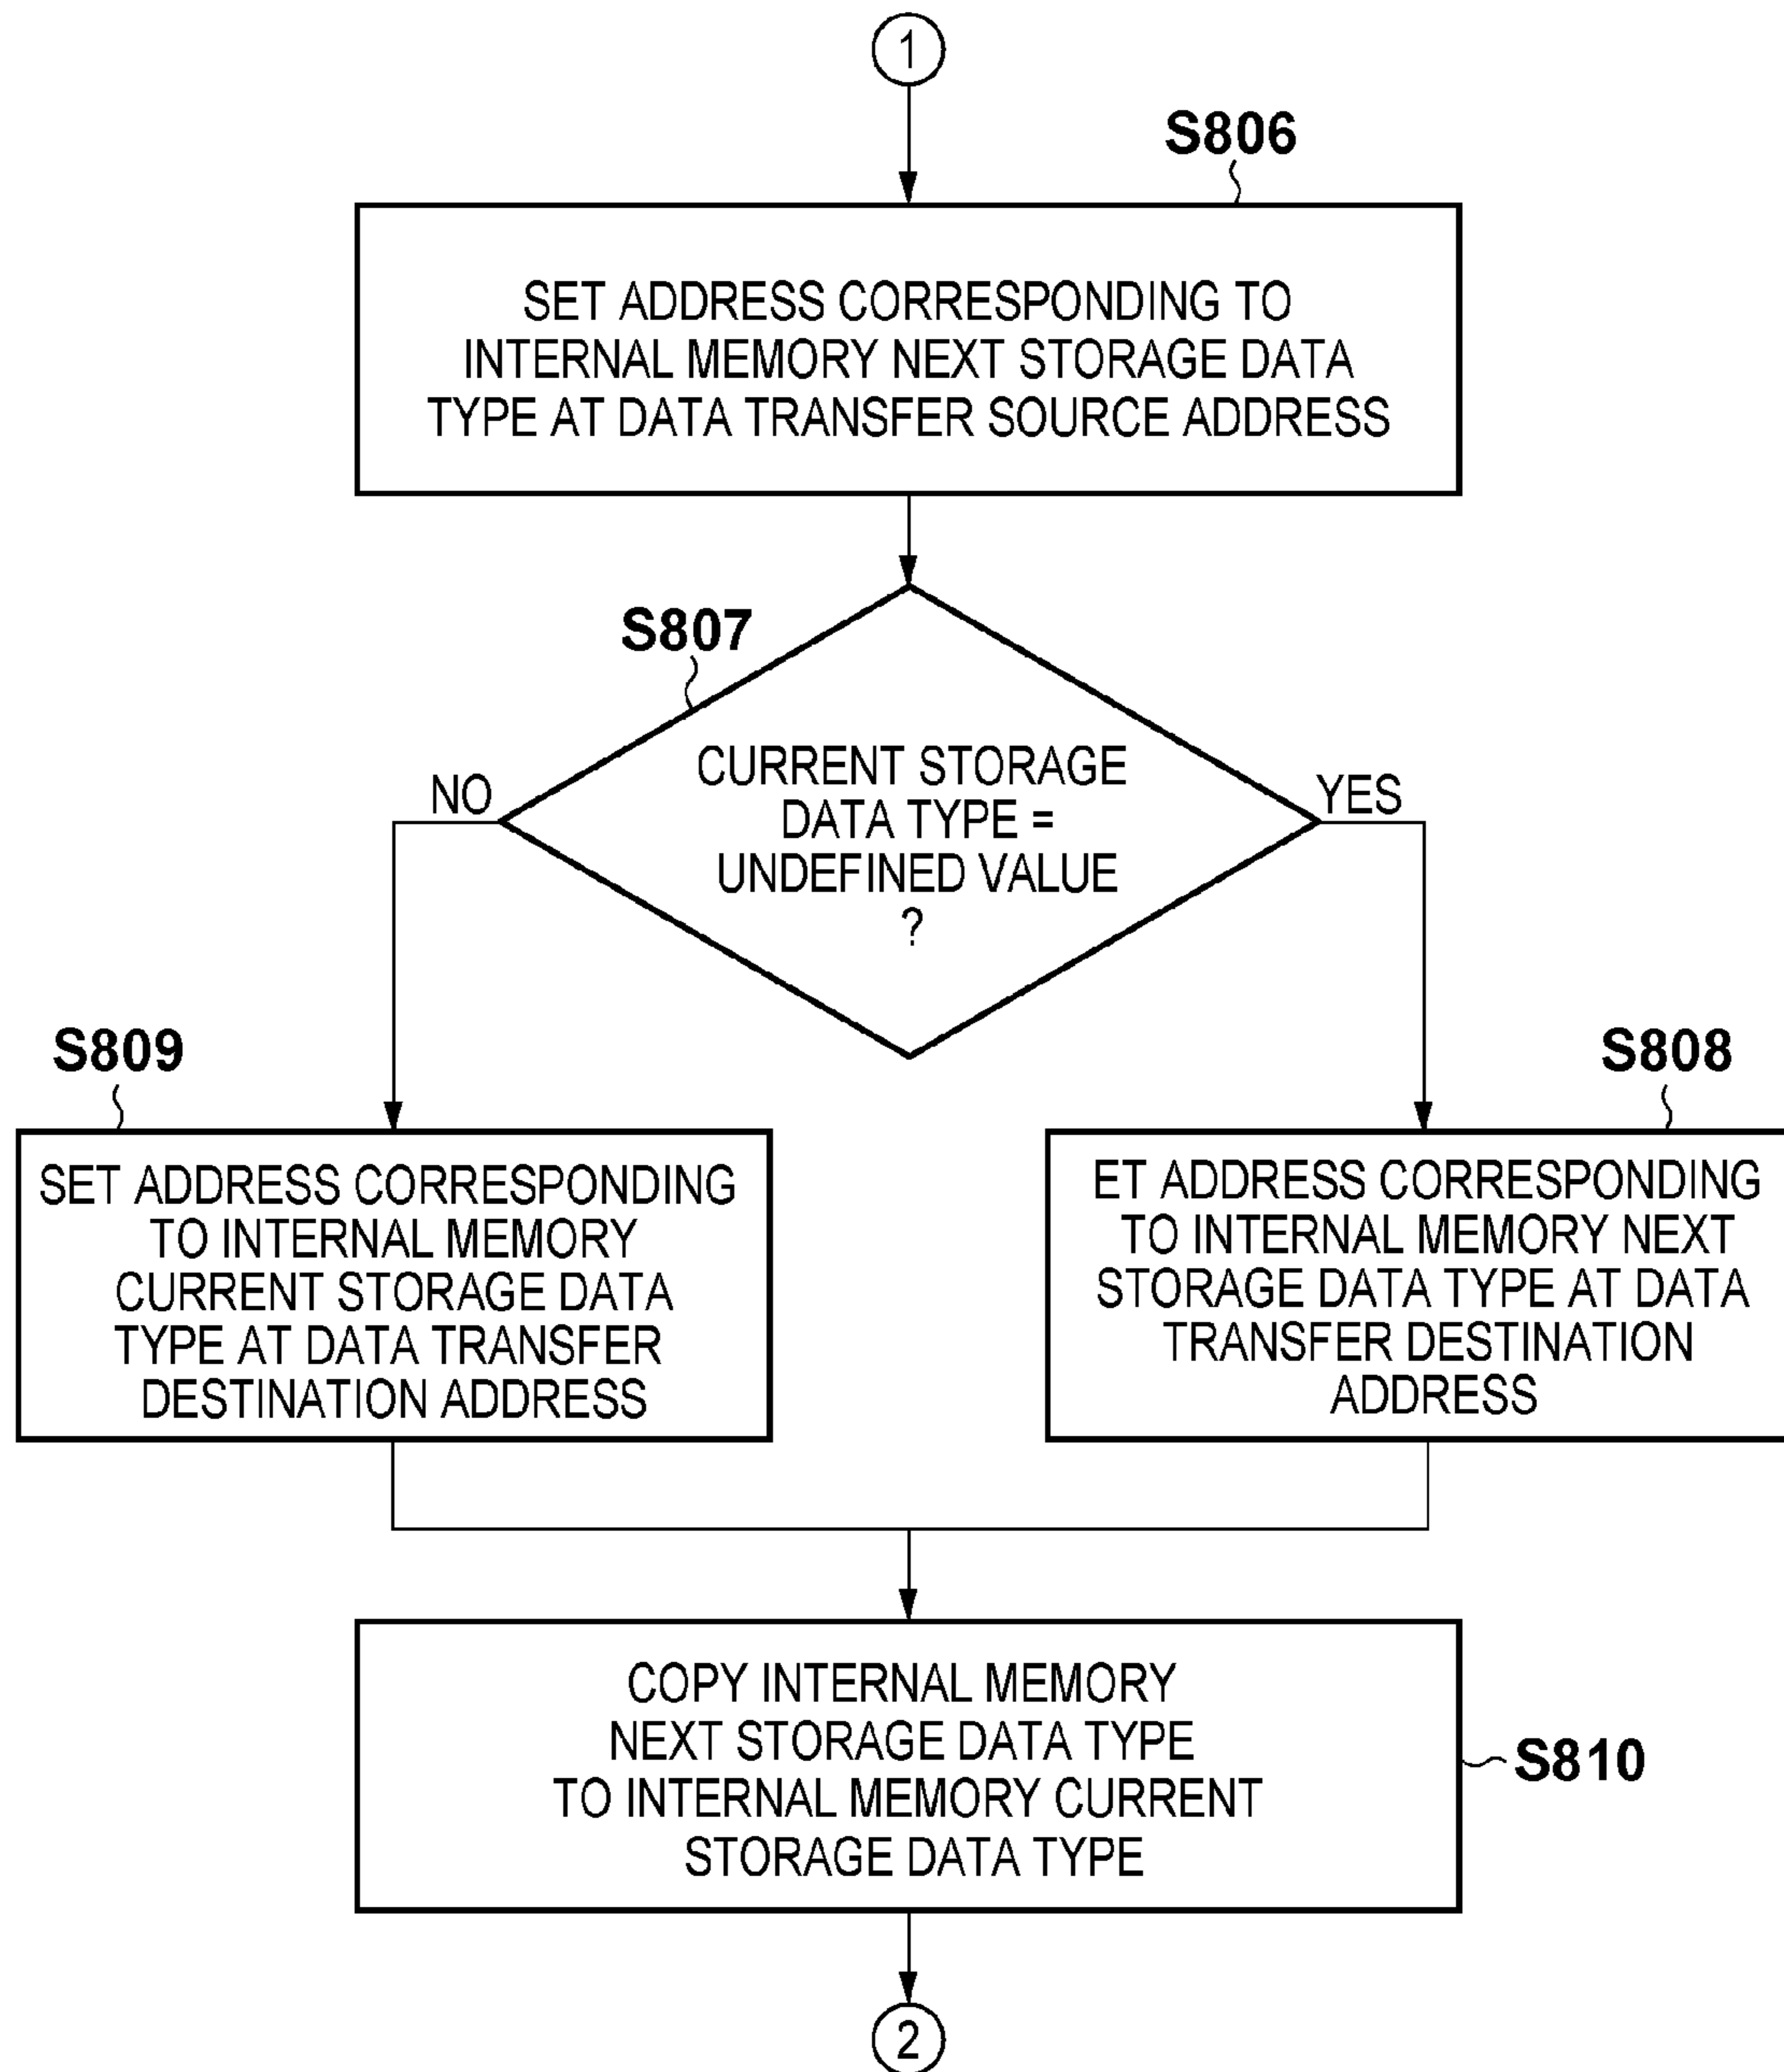 1
S806
SET ADDRESS CORRESPONDING TO
INTERNAL MEMORY NEXT STORAGE DATA
TYPE AT DATA TRANSFER SOURCE ADDRESS
S807
CURRENT STORAGE
DATA TYPE =
UNDEFINED VALUE
?
NO
YES
S809
SET ADDRESS CORRESPONDING
TO INTERNAL MEMORY
CURRENT STORAGE DATA
TYPE AT DATA TRANSFER
DESTINATION ADDRESS
S808
ET ADDRESS CORRESPONDING
TO INTERNAL MEMORY NEXT
STORAGE DATA TYPE AT DATA
TRANSFER DESTINATION
ADDRESS
COPY INTERNAL MEMORY
NEXT STORAGE DATA TYPE
TO INTERNAL MEMORY CURRENT
STORAGE DATA TYPE
S810
2